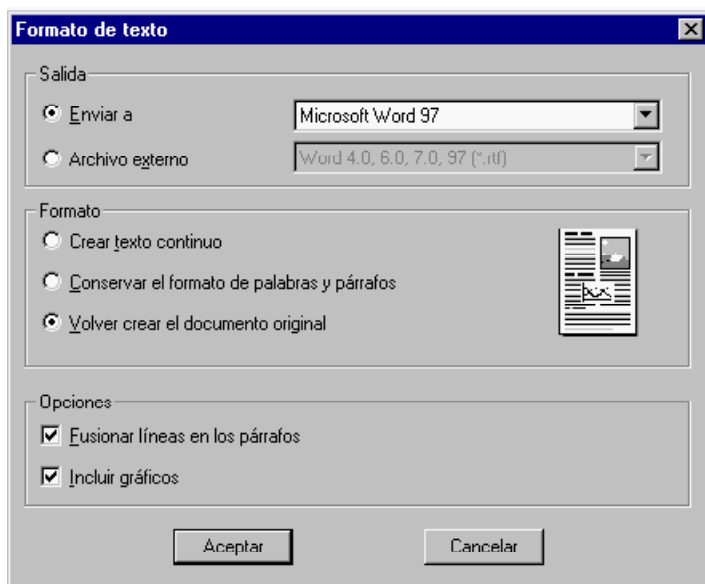 Formato de texto
Salida
Enviar a
Microsoft Word 97
Archivo externo
Word 4.0, 6.0, 7.0, 97 (*.rtf)
Formato
Crear texto continuo
Conservar el formato de palabras y párrafos
Volver crear el documento original
Opciones
Fusionar líneas en los párrafos
Incluir gráficos
Aceptar
Cancelar